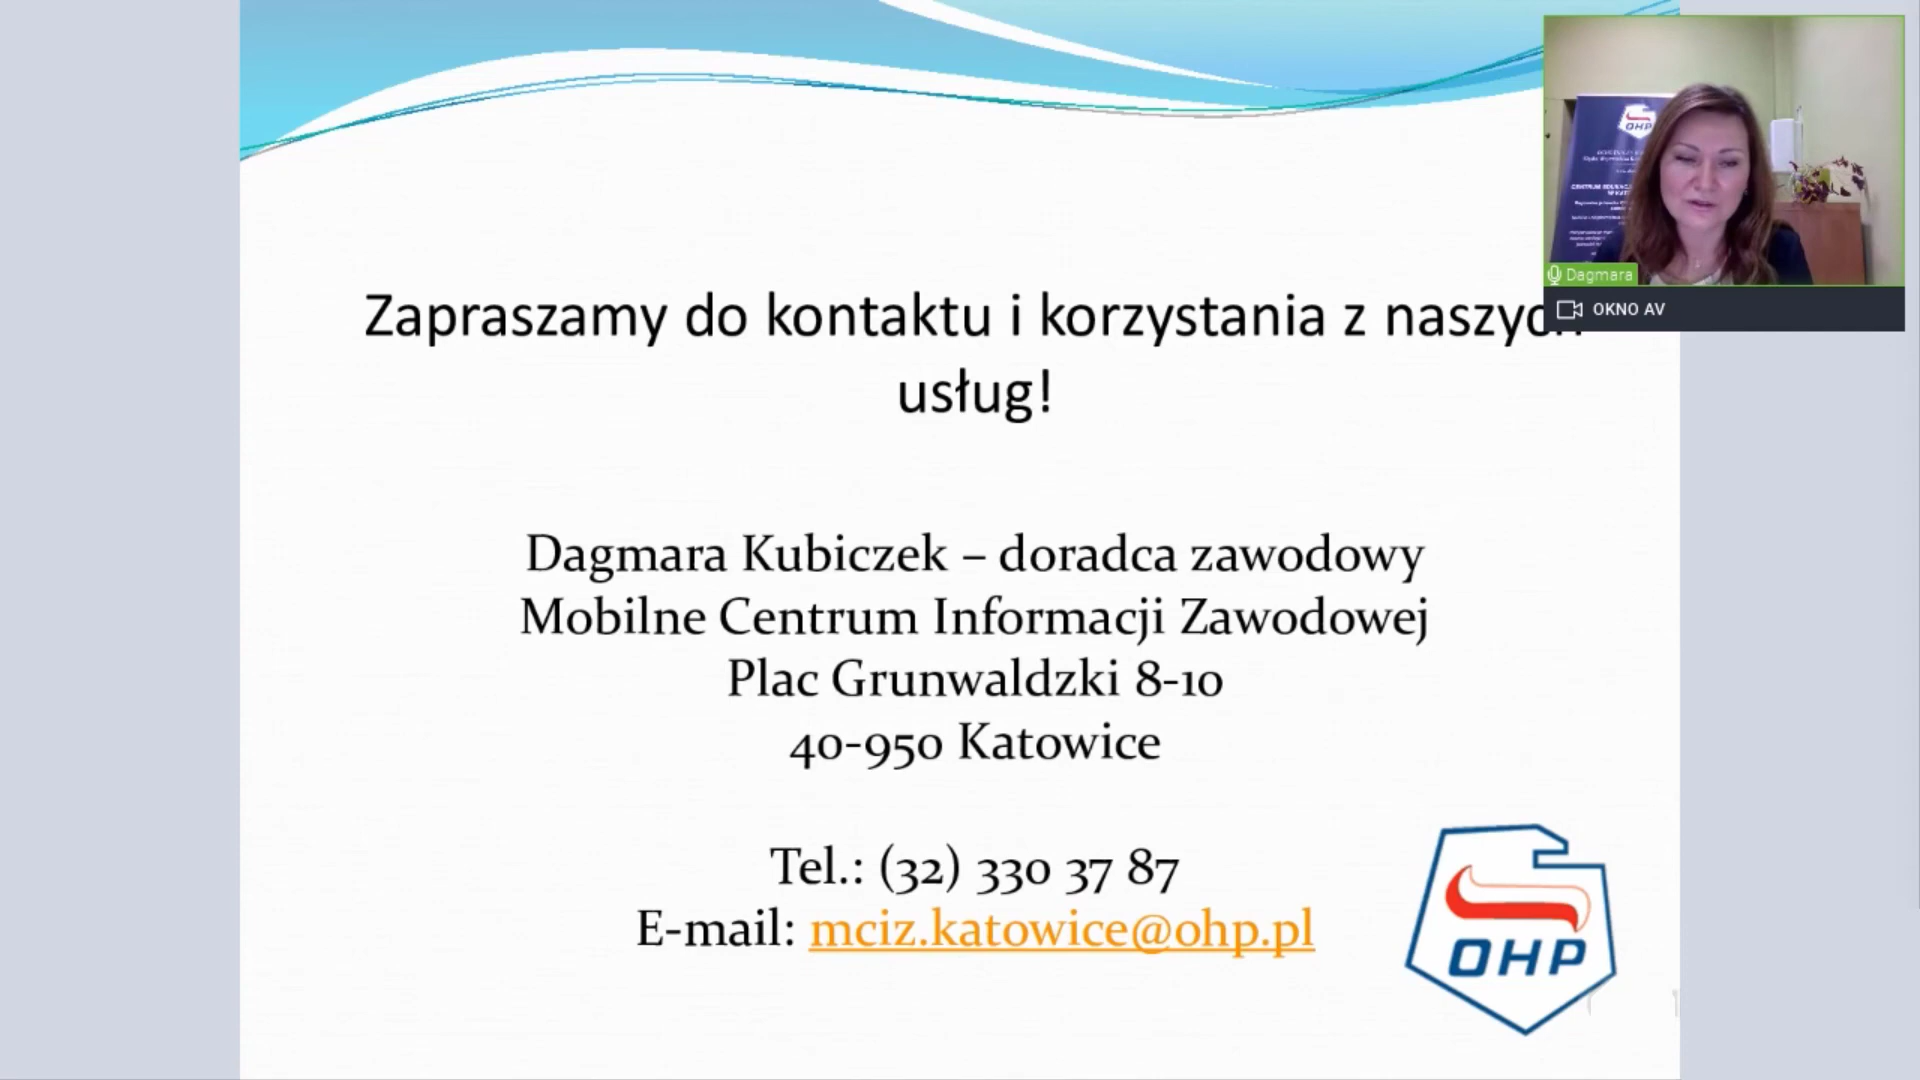 Zapraszamy do kontaktu i korzystania z naszych
usług!
Dagmara Kubiczek – doradca zawodowy
Mobilne Centrum Informacji Zawodowej
Plac Grunwaldzki 8-10
40-950 Katowice
Tel.: (32) 330 37 87
E-mail: mciz.katowice@ohp.pl
OHP
OHP
Dagmara
OKNO AV